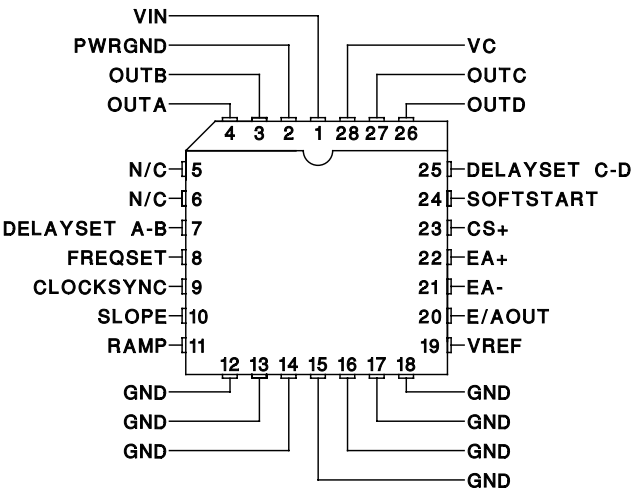 VIN
PWRGND
VC
OUTB
OUTC
OUTA
OUTD
4 3 2 1 28 27 26
N/C 5
25 DELAYSET C-D
N/C 6
24 SOFTSTART
DELAYSET A-B 7
23 CS+
FREQSET 8
22 EA+
CLOCKSYNC 9
21 EA-
SLOPE 10
20 E/AOUT
RAMP 11
19 VREF
12 13 14 15 16 17 18
GND
GND
GND
GND
GND
GND
GND